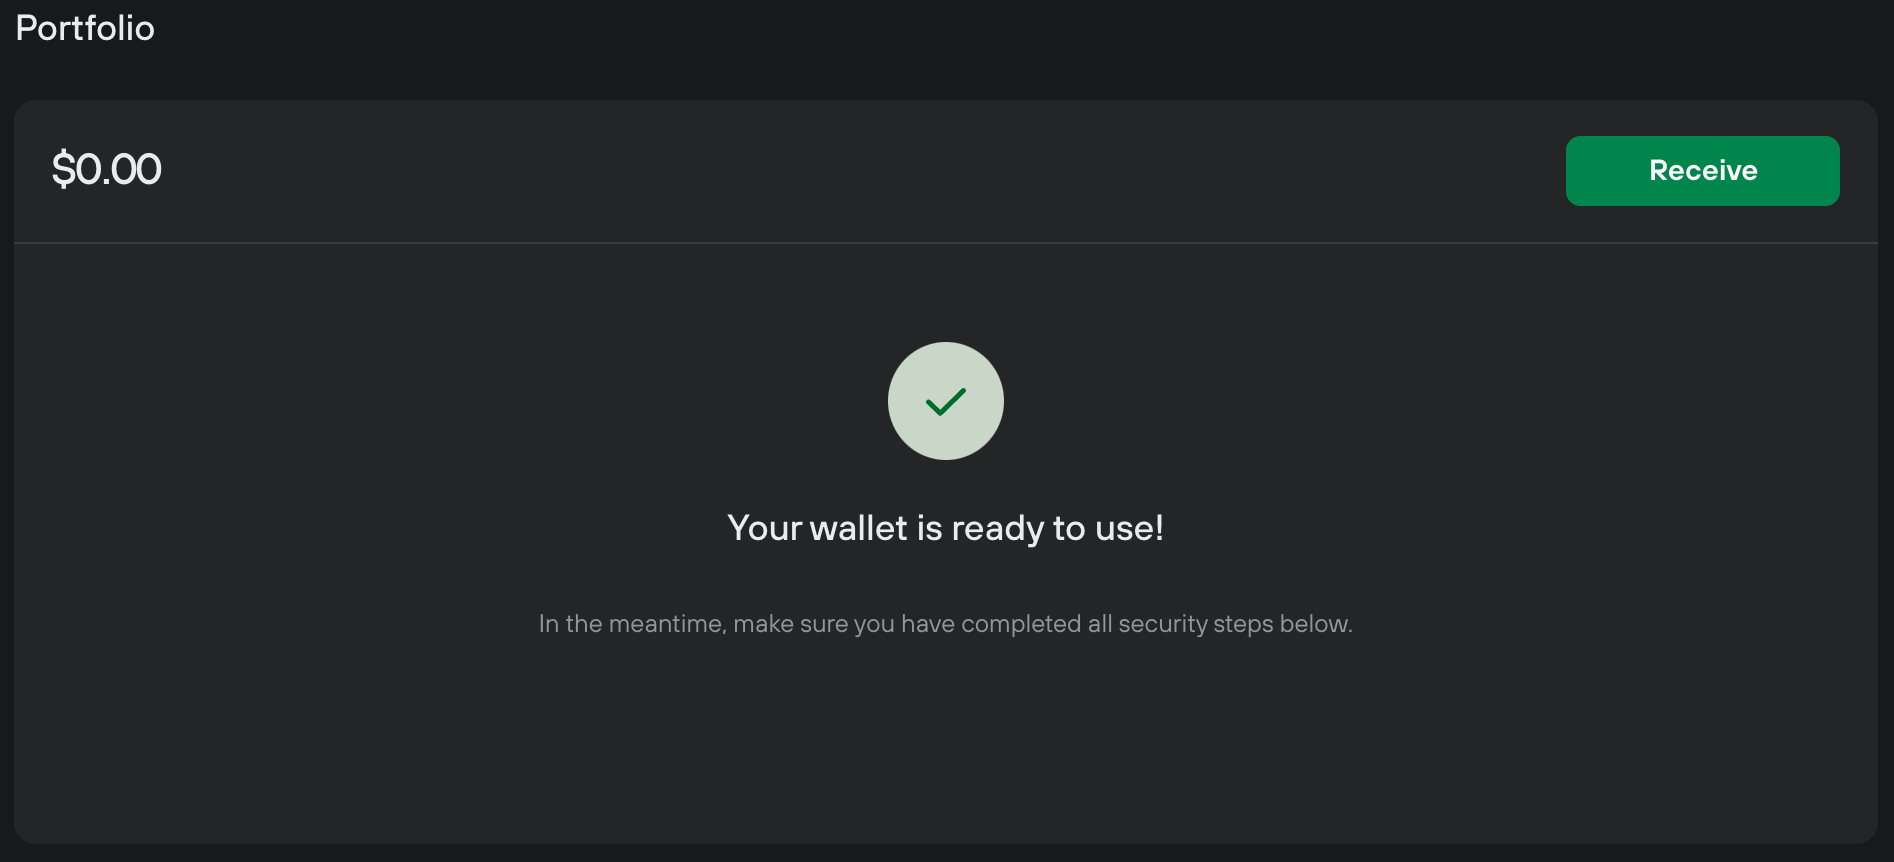 Portfolio
$0.00
Receive
Your wallet is ready to use!
In the meantime, make sure you have completed all security steps below.